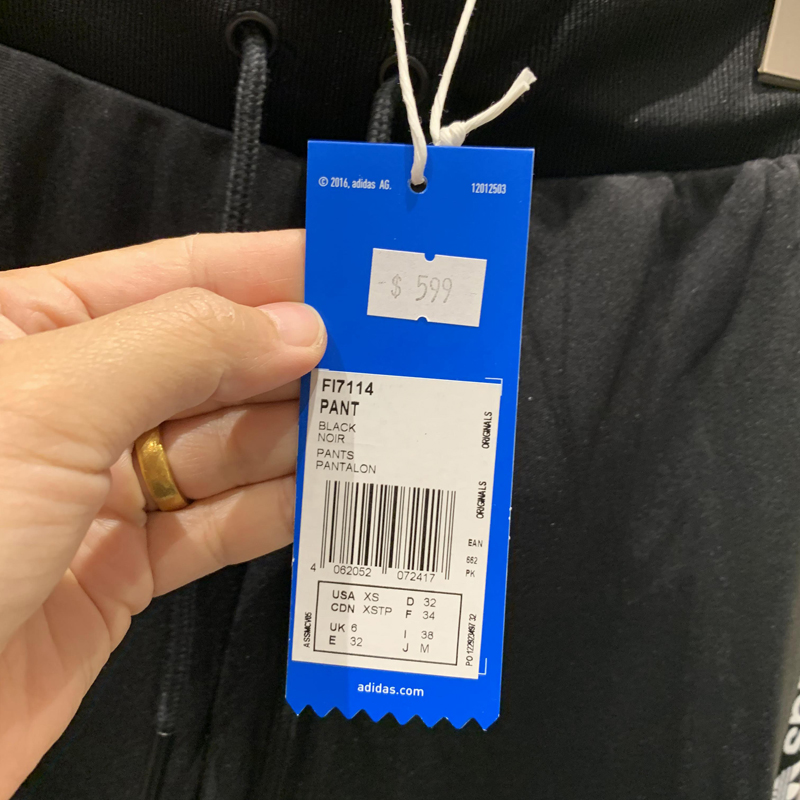 © 2016, adidas AG. 12012503
-$ 599
FI7114
PANT
BLACK
NOIR
PANTS
PANTALON
ORIGINALS
ORIGINALS
EAN
662
PK
4 062052 072417
USA XS D 32
CDN XSTP F 34
UK 6 I 38
E 32 J M
adidas.com